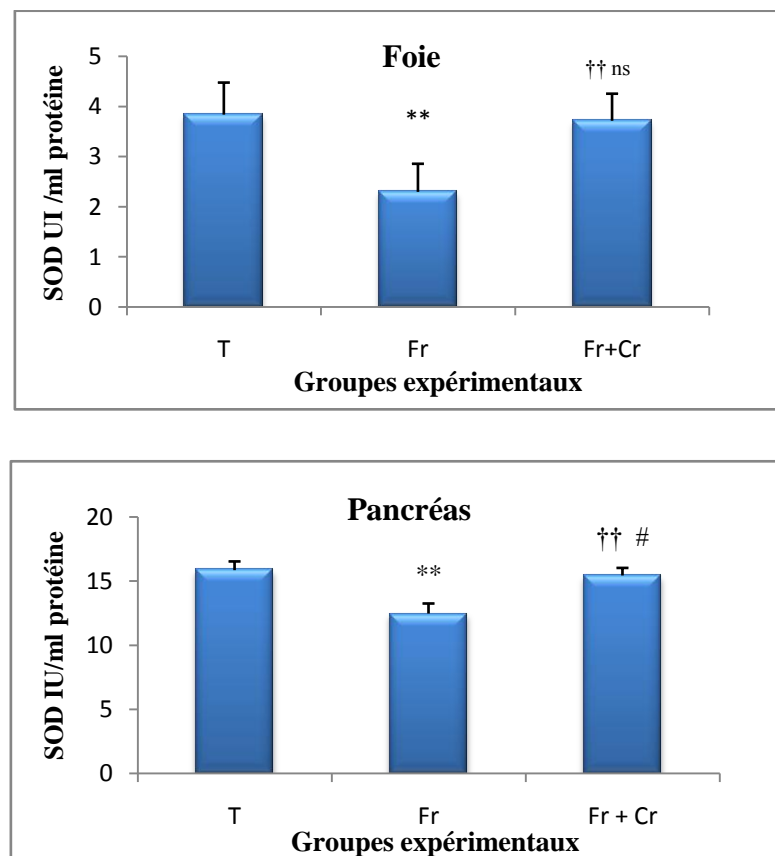 Foie
SOD UI /ml protéine
5
4
3
2
1
0
**
†† ns
T Fr Fr+Cr
Groupes expérimentaux
Pancréas
SOD IU/ml protéine
20
15
10
5
0
**
†† #
T Fr Fr + Cr
Groupes expérimentaux